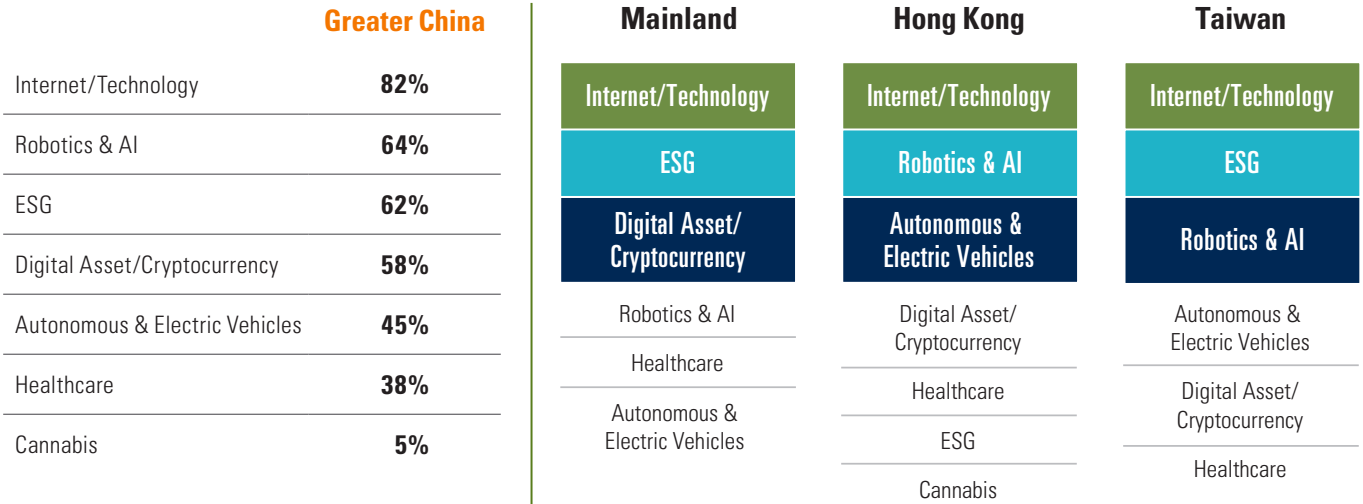 Greater China
Internet/Technology 82%
Robotics & AI 64%
ESG 62%
Digital Asset/Cryptocurrency 58%
Autonomous & Electric Vehicles 45%
Healthcare 38%
Cannabis 5%
Mainland
Internet/Technology
ESG
Digital Asset/
Cryptocurrency
Robotics & AI
Healthcare
Autonomous &
Electric Vehicles
Hong Kong
Internet/Technology
Robotics & AI
Autonomous &
Electric Vehicles
Digital Asset/
Cryptocurrency
Healthcare
ESG
Cannabis
Taiwan
Internet/Technology
ESG
Robotics & AI
Autonomous &
Electric Vehicles
Digital Asset/
Cryptocurrency
Healthcare